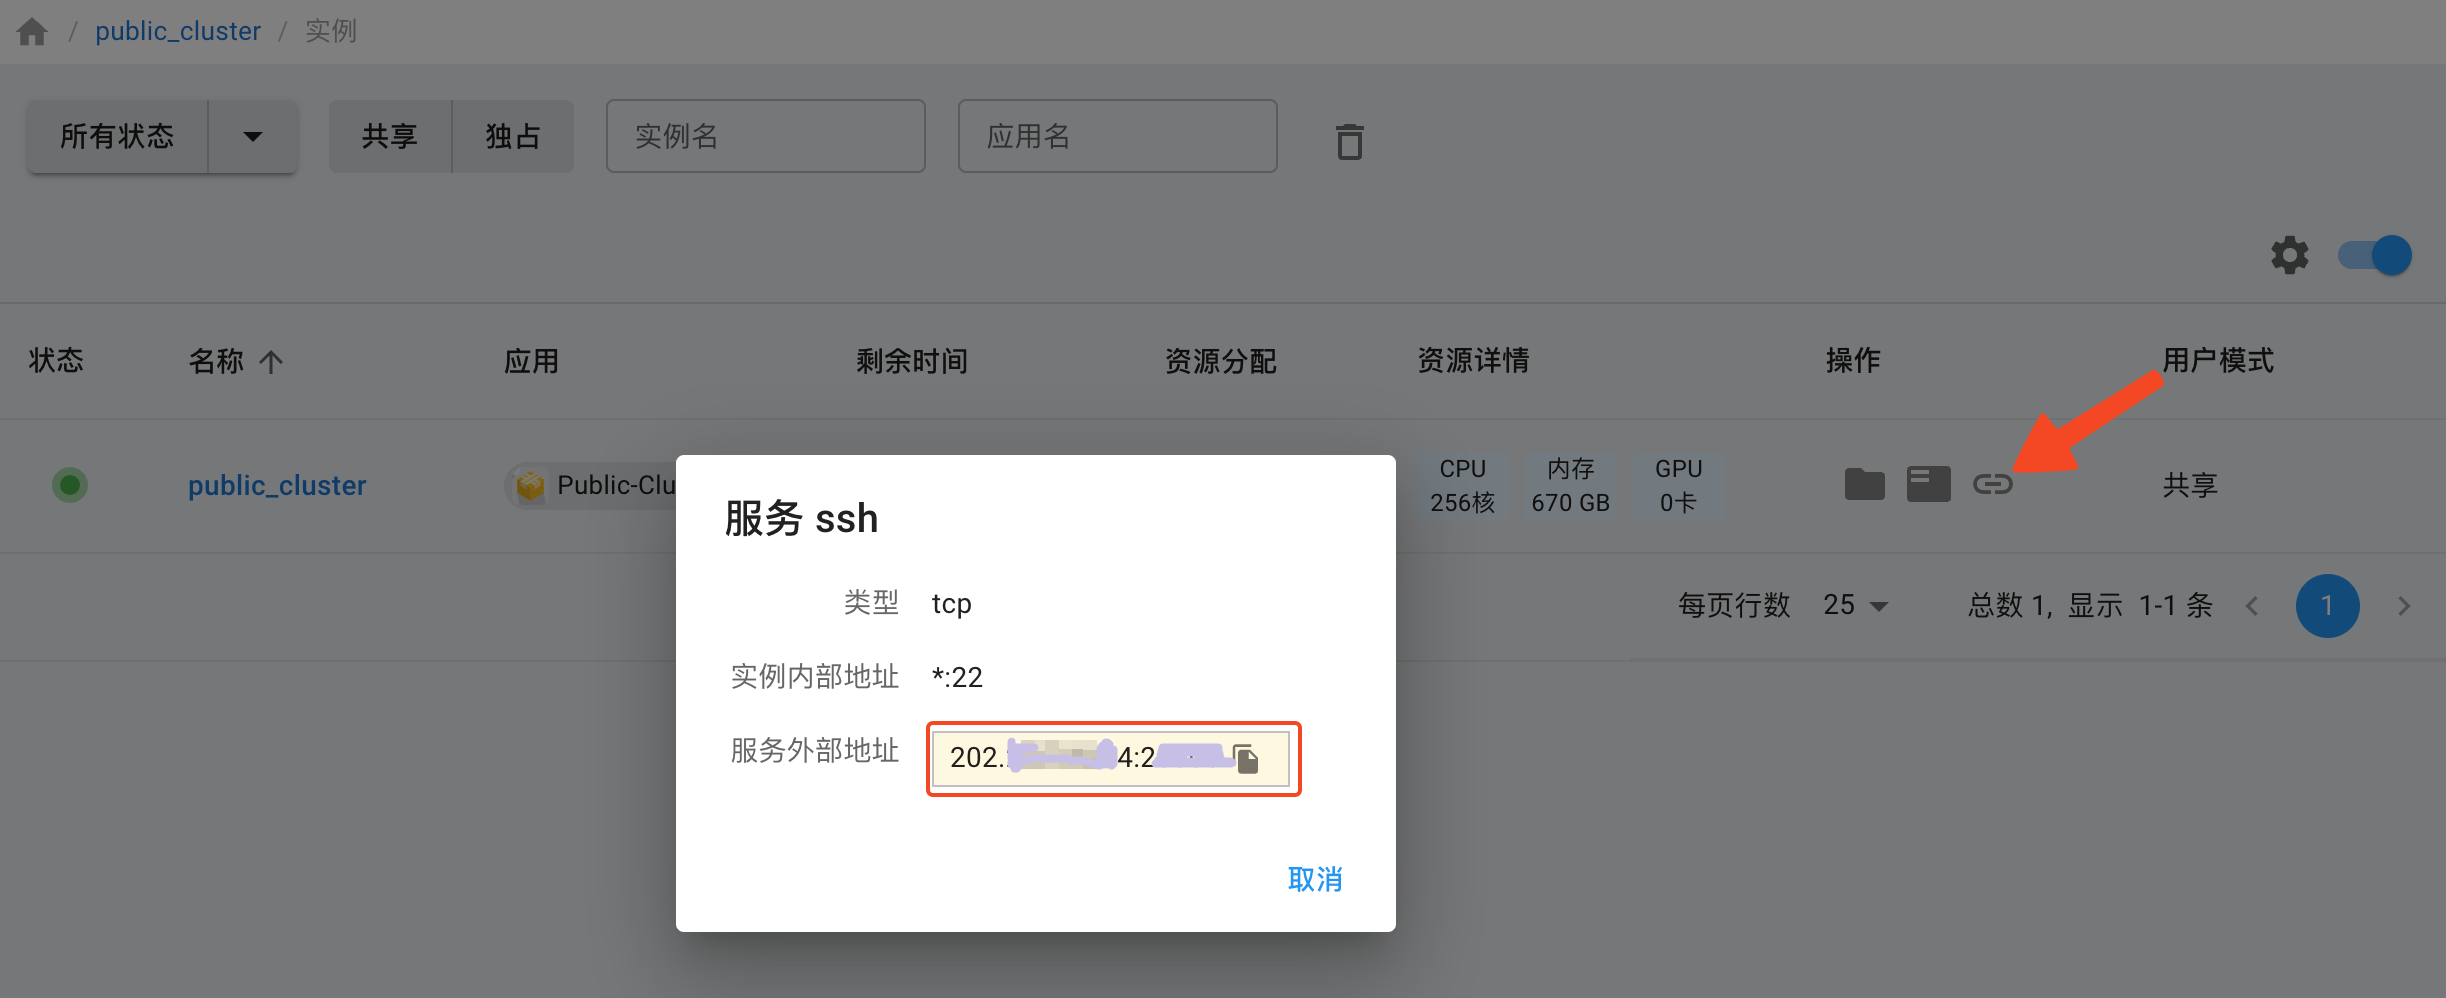 / public_cluster / 实例
所有状态 共享 独占 实例名 应用名
状态 名称 应用 剩余时间 资源分配 资源详情 操作 用户模式
public_cluster Public-Clu CPU 256核 内存 670 GB GPU 0卡 共享
服务 ssh
类型 tcp
实例内部地址 *:22
服务外部地址 202. 4:2
取消
每页行数 25 总数 1, 显示 1-1 条 1